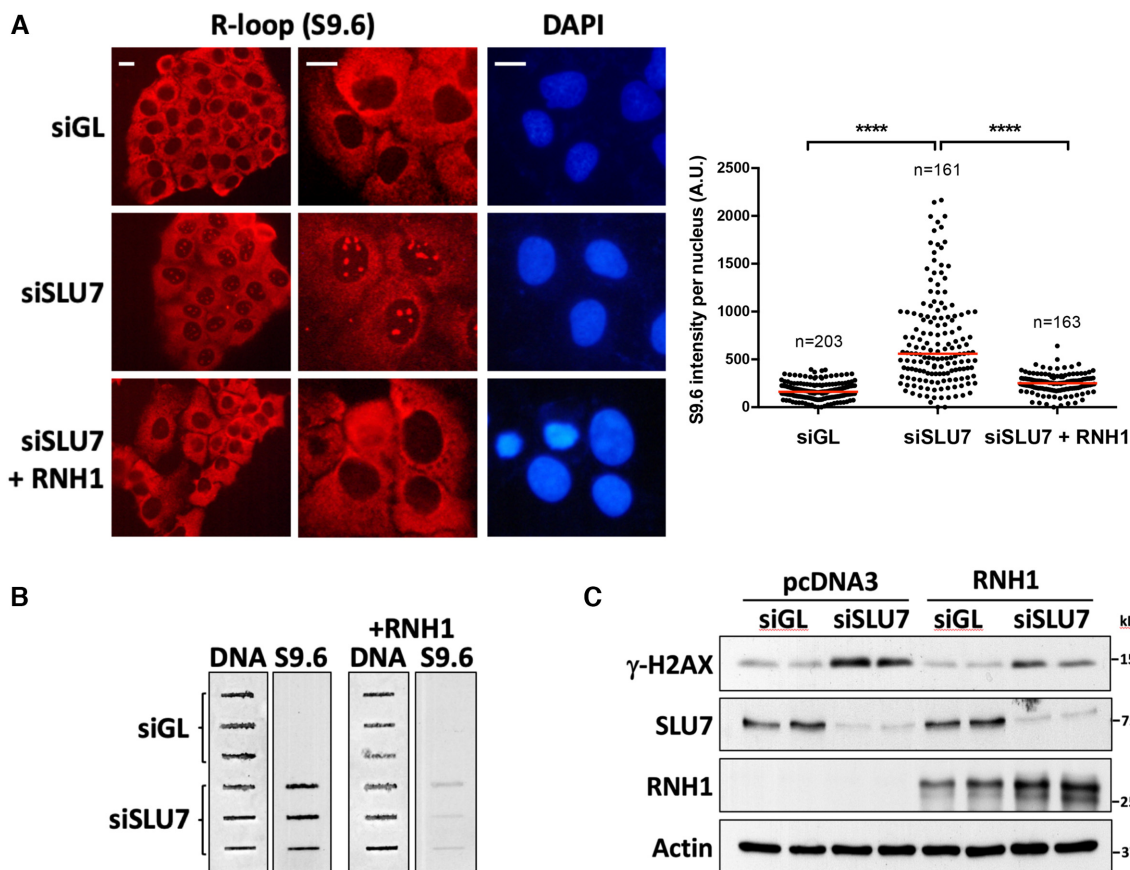 A
R-loop (S9.6)
DAPI
siGL
siSLU7
siSLU7
+ RNH1
S9.6 intensity per nucleus (A.U.)
2500
2000
1500
1000
500
0
****
****
n=203
n=161
n=163
siGL
siSLU7
siSLU7 + RNH1
B
+RNH1
DNA S9.6 DNA S9.6
siGL
siSLU7
C
pcDNA3 RNH1
siGL siSLU7 siGL siSLU7
γ-H2AX
SLU7
RNH1
-25
Actin